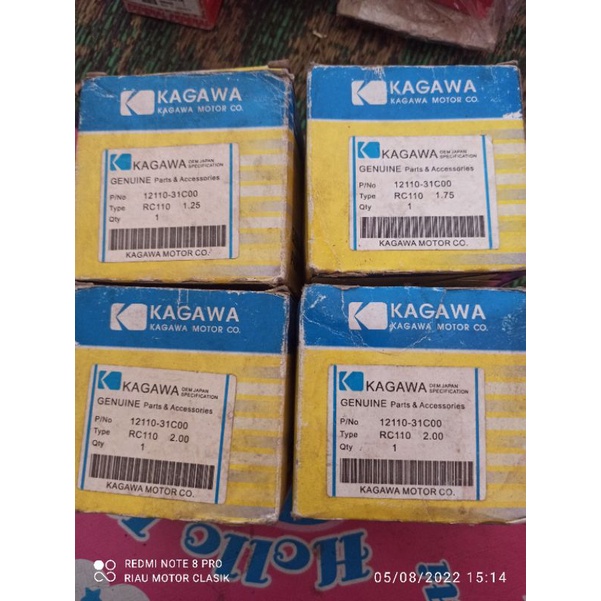 KAGAWA
KAGAWA MOTOR CO.
KAGAWA OEM JAPAN SPECIFICATION
GENUINE Parts & Accessories
P/No 12110-31C00
Type RC110 1.25
Qty 1
KAGAWA MOTOR CO.
KAGAWA
KAGAWA MOTOR CO.
KAGAWA OEM JAPAN SPECIFICATION
GENUINE Parts & Accessories
P/No 12110-31C00
Type RC110 1.75
Qty 1
KAGAWA MOTOR CO.
KAGAWA
KAGAWA MOTOR CO.
KAGAWA OEM JAPAN SPECIFICATION
GENUINE Parts & Accessories
P/No 12110-31C00
Type RC110 2.00
Qty 1
KAGAWA MOTOR CO.
KAGAWA
KAGAWA MOTOR CO.
KAGAWA OEM JAPAN SPECIFICATION
GENUINE Parts & Accessories
P/No 12110-31C00
Type RC110 2.00
Qty 1
KAGAWA MOTOR CO.
Hello
REDMI NOTE 8 PRO
RIAU MOTOR CLASIK
05/08/2022 15:14